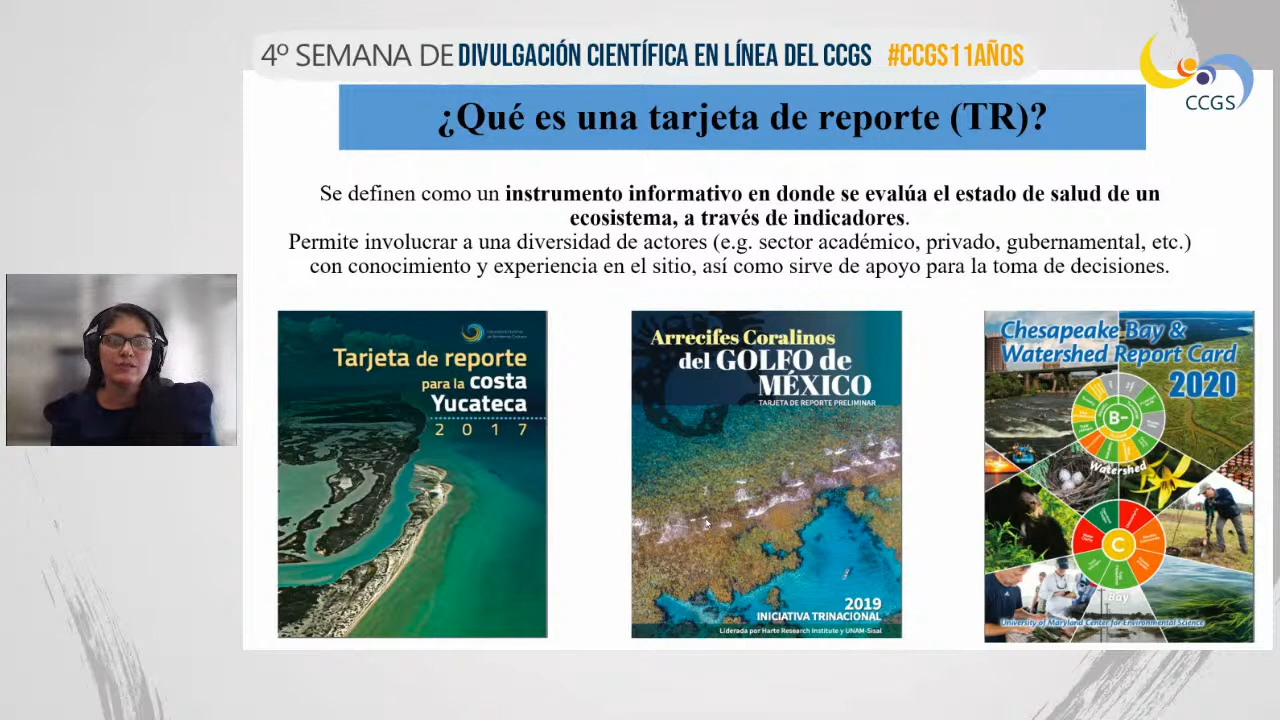 4º SEMANA DE DIVULGACIÓN CIENTÍFICA EN LÍNEA DEL CCGS #CCGS11AÑOS
CCGS
¿Qué es una tarjeta de reporte (TR)?
Se definen como un instrumento informativo en donde se evalúa el estado de salud de un
ecosistema, a través de indicadores.
Permite involucrar a una diversidad de actores (e.g. sector académico, privado, gubernamental, etc.)
con conocimiento y experiencia en el sitio, así como sirve de apoyo para la toma de decisiones.
Tarjeta de reporte
para la costa
Yucateca
2017
Arrecifes Coralinos
del GOLFO de
MÉXICO
TARJETA DE REPORTE PRELIMINAR
2019
INICIATIVA TRINACIONAL
Liderada por Harte Research Institute y UNAM-Sisal
Chesapeake Bay &
Watershed Report Card
2020
B-
Watershed
C
Bay
University of Maryland Center for Environmental Science